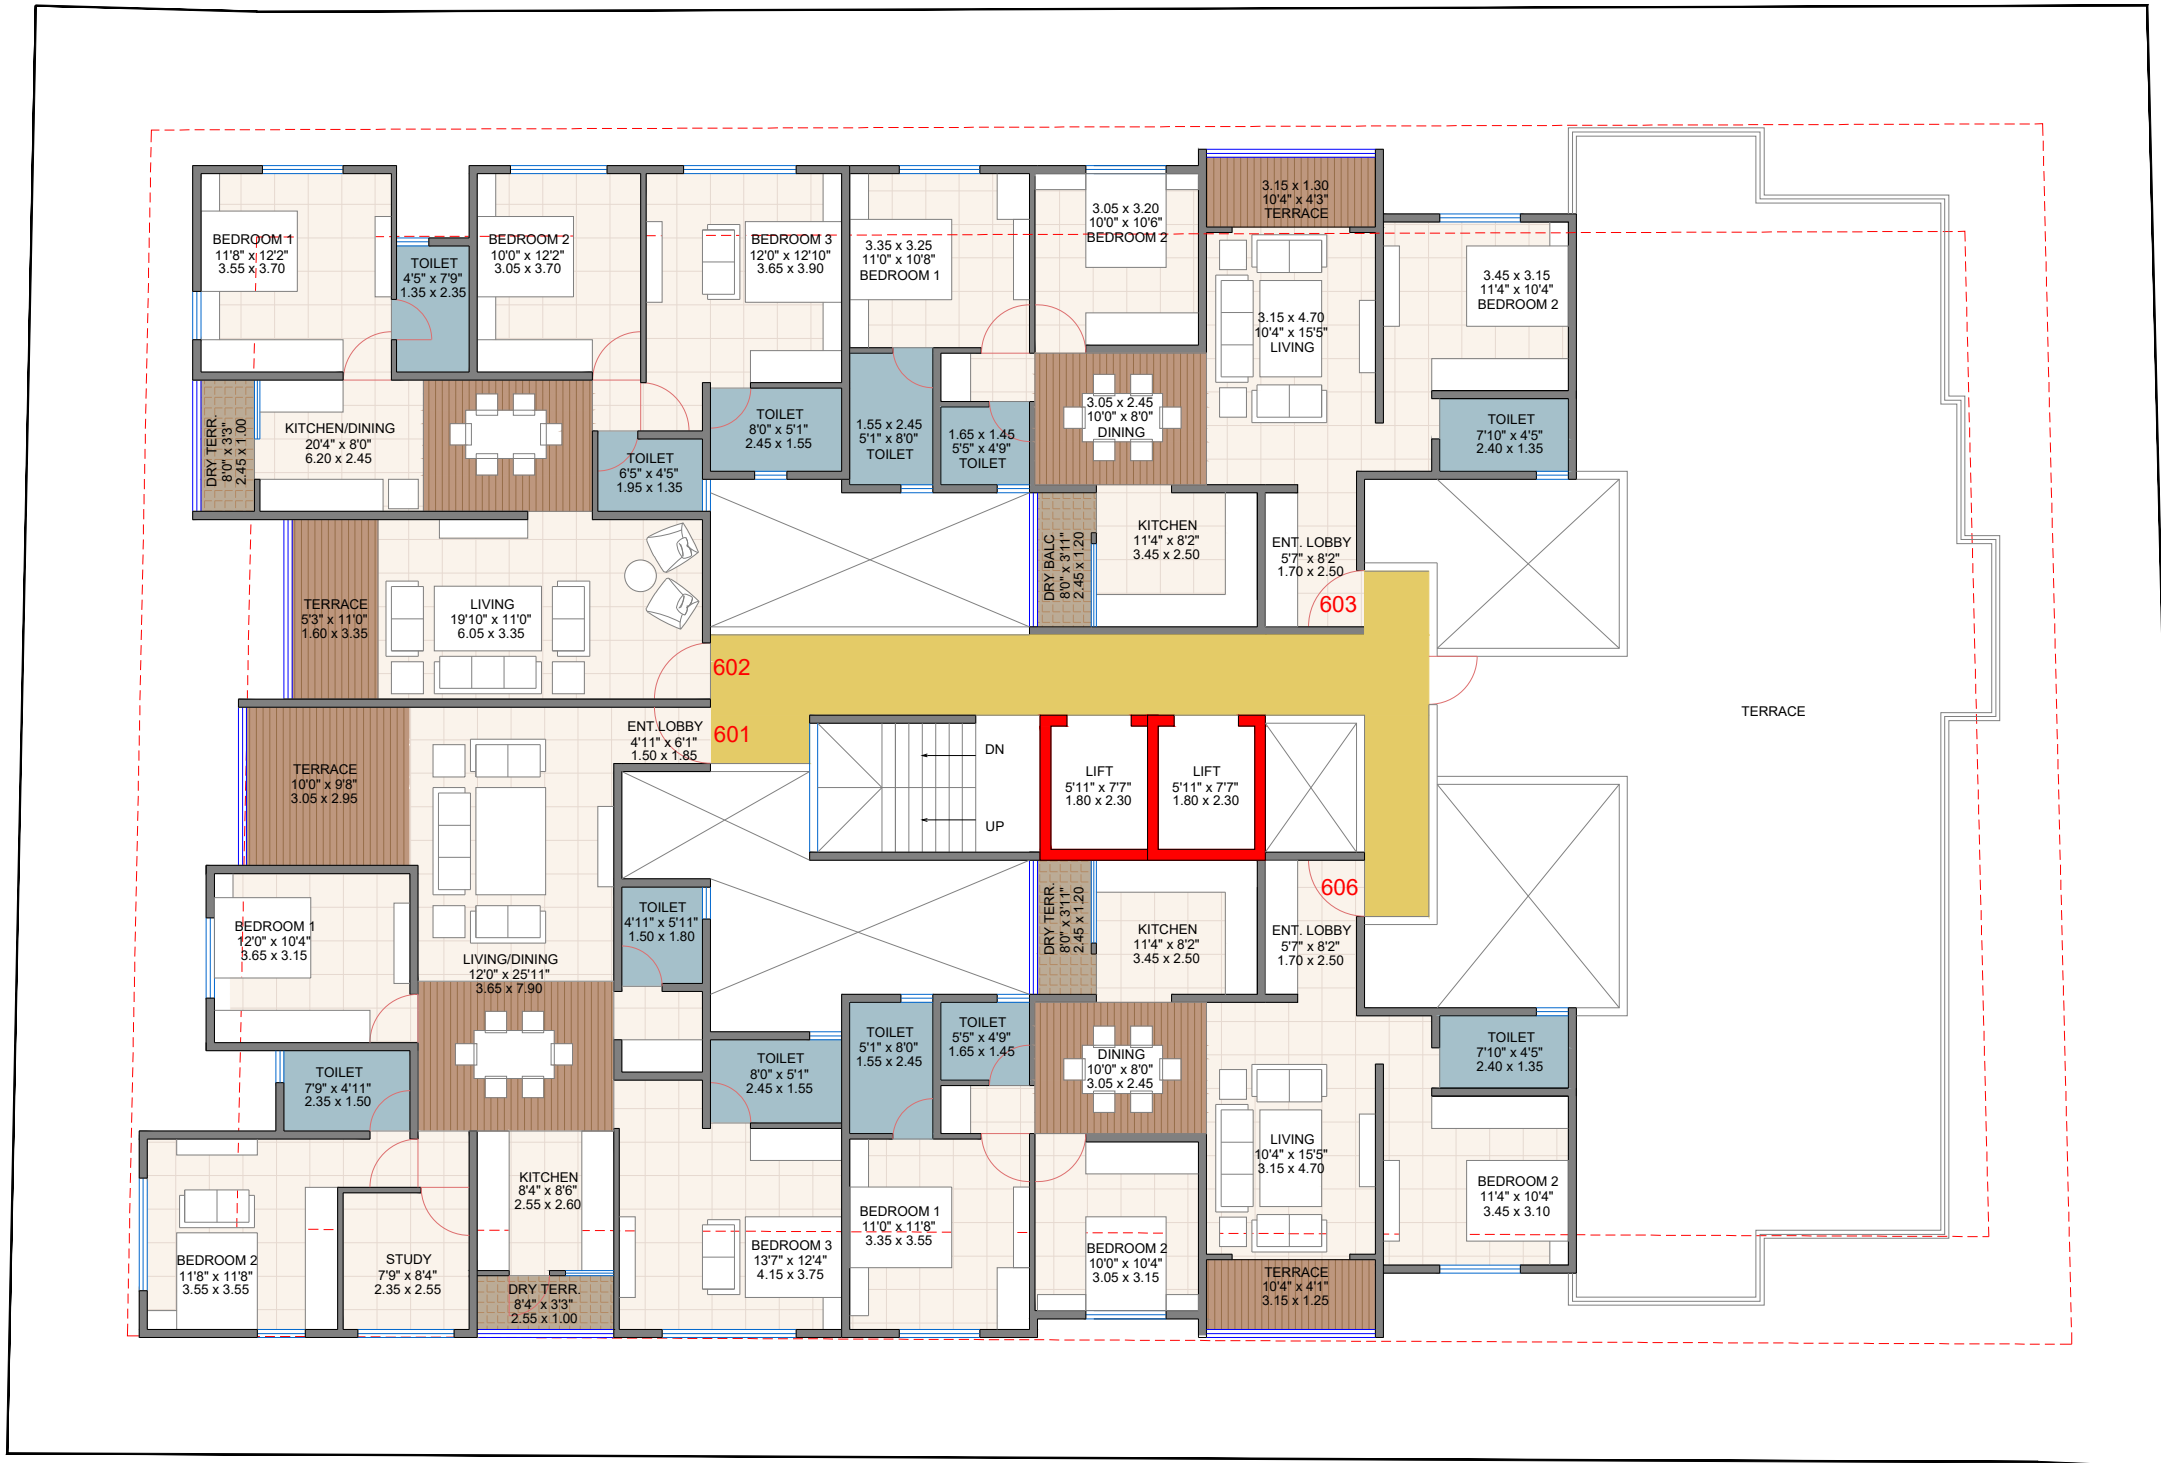 BEDROOM 1
11'8" x 12'2"
3.55 x 3.70
TOILET
4'5" x 7'9"
1.35 x 2.35
BEDROOM 2
10'0" x 12'2"
3.05 x 3.70
BEDROOM 3
12'0" x 12'10"
3.65 x 3.90
3.35 x 3.25
11'0" x 10'8"
BEDROOM 1
3.05 x 3.20
10'0" x 10'6"
BEDROOM 2
3.15 x 1.30
10'4" x 4'3"
TERRACE
3.15 x 4.70
10'4" x 15'5"
LIVING
3.45 x 3.15
11'4" x 10'4"
BEDROOM 2
DRY TERR.
8'0" x 3'3"
2.45 x 1.00
KITCHEN/DINING
20'4" x 8'0"
6.20 x 2.45
TOILET
6'5" x 4'5"
1.95 x 1.35
TOILET
8'0" x 5'1"
2.45 x 1.55
1.55 x 2.45
5'1" x 8'0"
TOILET
1.65 x 1.45
5'5" x 4'9"
TOILET
3.05 x 2.45
10'0" x 8'0"
DINING
TOILET
7'10" x 4'5"
2.40 x 1.35
TERRACE
5'3" x 11'0"
1.60 x 3.35
LIVING
19'10" x 11'0"
6.05 x 3.35
DRY BALC
8'0" x 3'11"
2.45 x 1.20
KITCHEN
11'4" x 8'2"
3.45 x 2.50
ENT. LOBBY
5'7" x 8'2"
1.70 x 2.50
603
602
601
ENT.LOBBY
4'11" x 6'1"
1.50 x 1.85
TERRACE
10'0" x 9'8"
3.05 x 2.95
DN
UP
LIFT
5'11" x 7'7"
1.80 x 2.30
LIFT
5'11" x 7'7"
1.80 x 2.30
TERRACE
606
BEDROOM 1
12'0" x 10'4"
3.65 x 3.15
LIVING/DINING
12'0" x 25'11"
3.65 x 7.90
TOILET
4'11" x 5'11"
1.50 x 1.80
DRY TERR.
8'0" x 3'11"
2.45 x 1.20
KITCHEN
11'4" x 8'2"
3.45 x 2.50
ENT. LOBBY
5'7" x 8'2"
1.70 x 2.50
TOILET
7'9" x 4'11"
2.35 x 1.50
TOILET
8'0" x 5'1"
2.45 x 1.55
TOILET
5'1" x 8'0"
1.55 x 2.45
TOILET
5'5" x 4'9"
1.65 x 1.45
DINING
10'0" x 8'0"
3.05 x 2.45
TOILET
7'10" x 4'5"
2.40 x 1.35
BEDROOM 2
11'8" x 11'8"
3.55 x 3.55
STUDY
7'9" x 8'4"
2.35 x 2.55
KITCHEN
8'4" x 8'6"
2.55 x 2.60
DRY TERR.
8'4" x 3'3"
2.55 x 1.00
BEDROOM 3
13'7" x 12'4"
4.15 x 3.75
BEDROOM 1
11'0" x 11'8"
3.35 x 3.55
BEDROOM 2
10'0" x 10'4"
3.05 x 3.15
LIVING
10'4" x 15'5"
3.15 x 4.70
TERRACE
10'4" x 4'1"
3.15 x 1.25
BEDROOM 2
11'4" x 10'4"
3.45 x 3.10